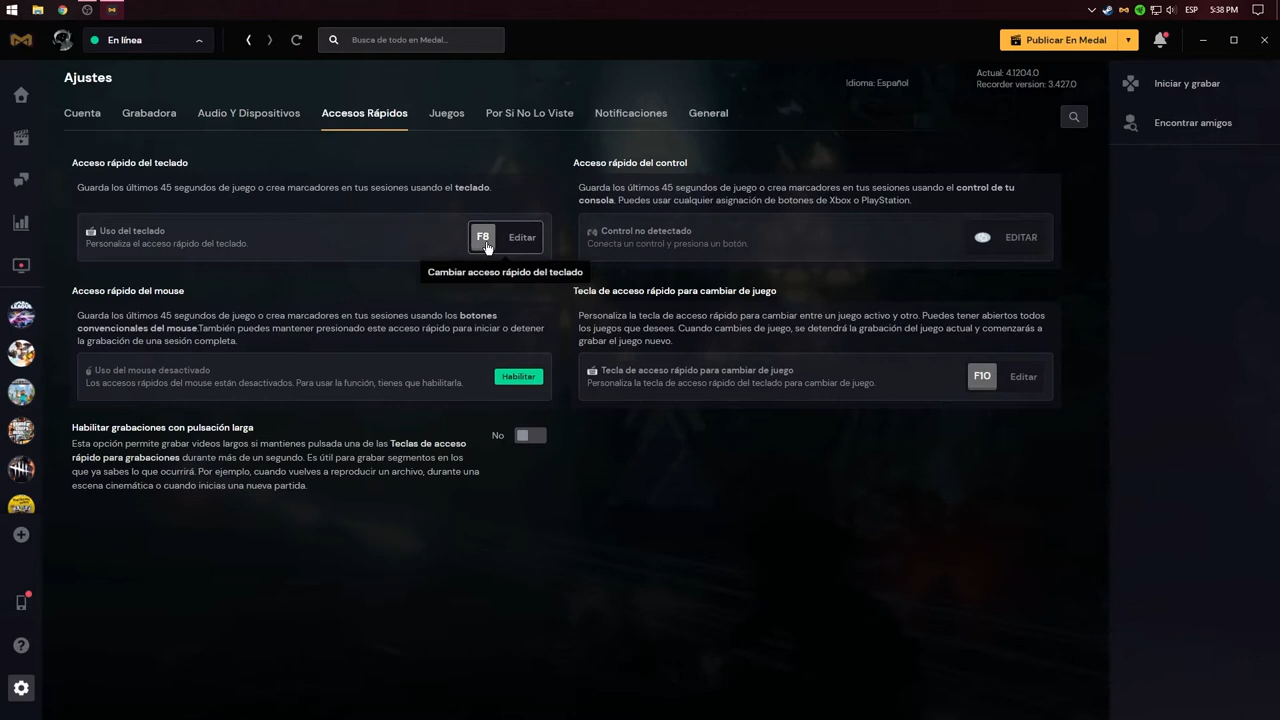 ESP
5:38 PM
En línea
Busca de todo en Medal...
Publicar En Medal
Ajustes
Idioma: Español
Actual: 4.1204.0
Recorder version: 3.427.0
Iniciar y grabar
Encontrar amigos
Cuenta
Grabadora
Audio Y Dispositivos
Accesos Rápidos
Juegos
Por Si No Lo Viste
Notificaciones
General
Acceso rápido del teclado
Guarda los últimos 45 segundos de juego o crea marcadores en tus sesiones usando el teclado.
Uso del teclado
Personaliza el acceso rápido del teclado.
F8
Editar
Cambiar acceso rápido del teclado
Acceso rápido del control
Guarda los últimos 45 segundos de juego o crea marcadores en tus sesiones usando el control de tu
consola. Puedes usar cualquier asignación de botones de Xbox o PlayStation.
Control no detectado
Conecta un control y presiona un botón.
EDITAR
Acceso rápido del mouse
Guarda los últimos 45 segundos de juego o crea marcadores en tus sesiones usando los botones
convencionales del mouse.También puedes mantener presionado este acceso rápido para iniciar o detener
la grabación de una sesión completa.
Uso del mouse desactivado
Los accesos rápidos del mouse están desactivados. Para usar la función, tienes que habilitarla.
Habilitar
Tecla de acceso rápido para cambiar de juego
Personaliza la tecla de acceso rápido para cambiar entre un juego activo y otro. Puedes tener abiertos todos
los juegos que desees. Cuando cambies de juego, se detendrá la grabación del juego actual y comenzarás a
grabar el juego nuevo.
Tecla de acceso rápido para cambiar de juego
Personaliza la tecla de acceso rápido del teclado para cambiar de juego.
F10
Editar
Habilitar grabaciones con pulsación larga
Esta opción permite grabar videos largos si mantienes pulsada una de las Teclas de acceso
rápido para grabaciones durante más de un segundo. Es útil para grabar segmentos en los
que ya sabes lo que ocurrirá. Por ejemplo, cuando vuelves a reproducir un archivo, durante una
escena cinemática o cuando inicias una nueva partida.
No